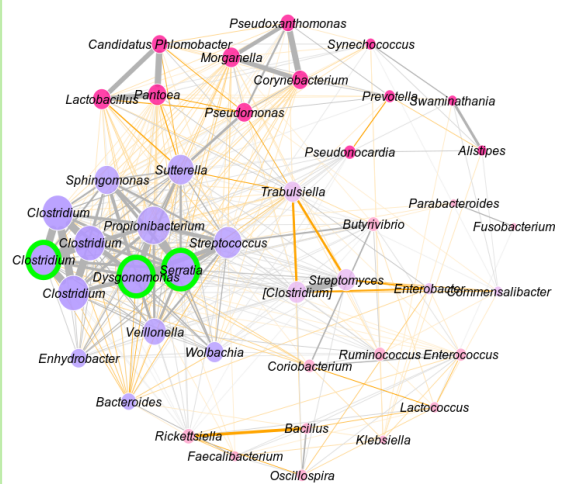 Pseudoxanthomonas
Candidatus Phlomobacter
Synechococcus
Morganella
Corynebacterium
Lactobacillus
Pantoea
Prevotella
Swaminathania
Pseudomonas
Pseudonocardia
Alistipes
Sutterella
Sphingomonas
Trabulsiella
Parabacteroides
Clostridium
Propionibacterium
Butyrivibrio
Fusobacterium
Clostridium
Streptococcus
Clostridium
Dysgonomonas
Serratia
Streptomyces
Clostridium
[Clostridium]
Enterobacter
Commensalibacter
Veillonella
Enhydrobacter
Wolbachia
Ruminococcus
Enterococcus
Coriobacterium
Bacteroides
Lactococcus
Rickettsiella
Bacillus
Klebsiella
Faecalibacterium
Oscillospira